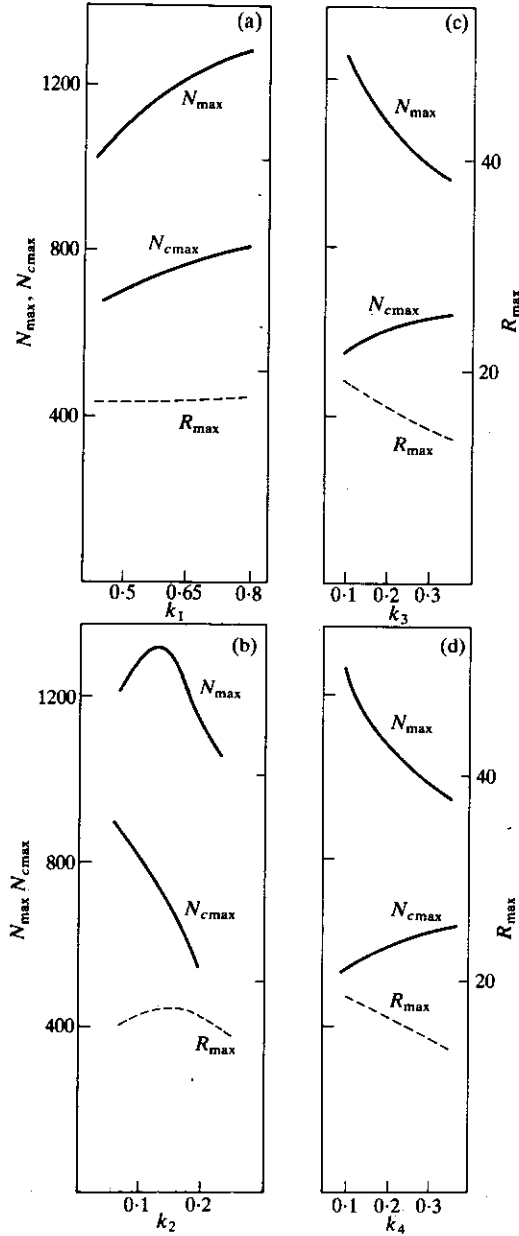 (a)
1200
800
400
N_max, N_cmax
N_max
N_cmax
R_max
0·5 0·65 0·8
k_1
(c)
40
20
R_max
N_max
N_cmax
R_max
0·1 0·2 0·3
k_3
(b)
1200
800
400
N_max N_cmax
N_max
N_cmax
R_max
0·1 0·2
k_2
(d)
40
20
R_max
N_max
N_cmax
R_max
0·1 0·2 0·3
k_4